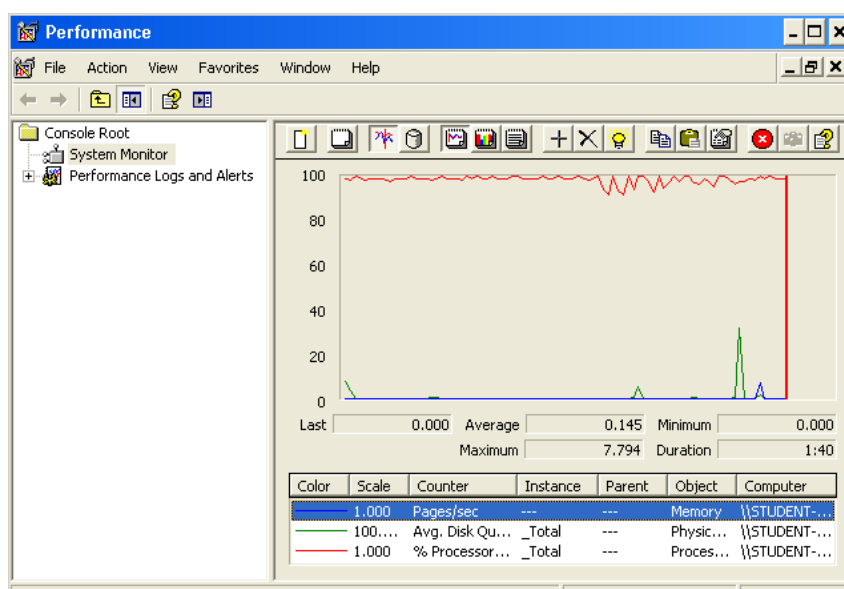 Performance
File Action View Favorites Window Help
Console Root
System Monitor
Performance Logs and Alerts
100
80
60
40
20
0
Last 0.000 Average 0.145 Minimum 0.000
Maximum 7.794 Duration 1:40
Color Scale Counter Instance Parent Object Computer
1.000 Pages/sec --- --- Memory \\STUDENT-...
100.... Avg. Disk Qu... _Total --- Physic... \\STUDENT-...
1.000 % Processor... _Total --- Proces... \\STUDENT-...